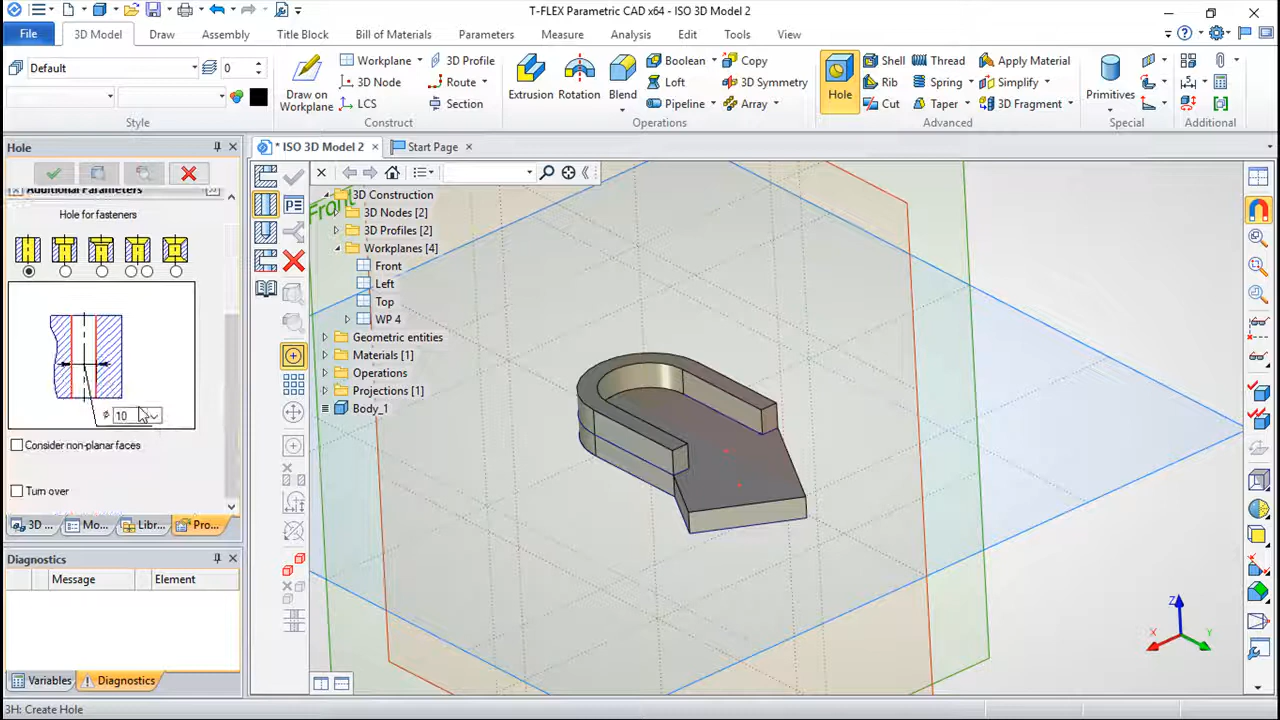 T-FLEX Parametric CAD x64 - ISO 3D Model 2
File
3D Model
Draw
Assembly
Title Block
Bill of Materials
Parameters
Measure
Analysis
Edit
Tools
View
Default
0
Style
Draw on
Workplane
Workplane
3D Node
LCS
3D Profile
Route
Section
Construct
Extrusion
Rotation
Blend
Boolean
Loft
Pipeline
Copy
3D Symmetry
Array
Operations
Hole
Shell
Rib
Cut
Thread
Spring
Taper
Apply Material
Simplify
3D Fragment
Advanced
Primitives
Special
Additional
Hole
* ISO 3D Model 2
Start Page
Additional Parameters
Hole for fasteners
ø 10
Consider non-planar faces
Turn over
3D ...
Mo...
Libr...
Pro...
Diagnostics
Message
Element
Variables
Diagnostics
PE
Front
3D Construction
3D Nodes [2]
3D Profiles [2]
Workplanes [4]
Front
Left
Top
WP 4
Geometric entities
Materials [1]
Operations
Projections [1]
Body_1
Z
X
Y
3H: Create Hole